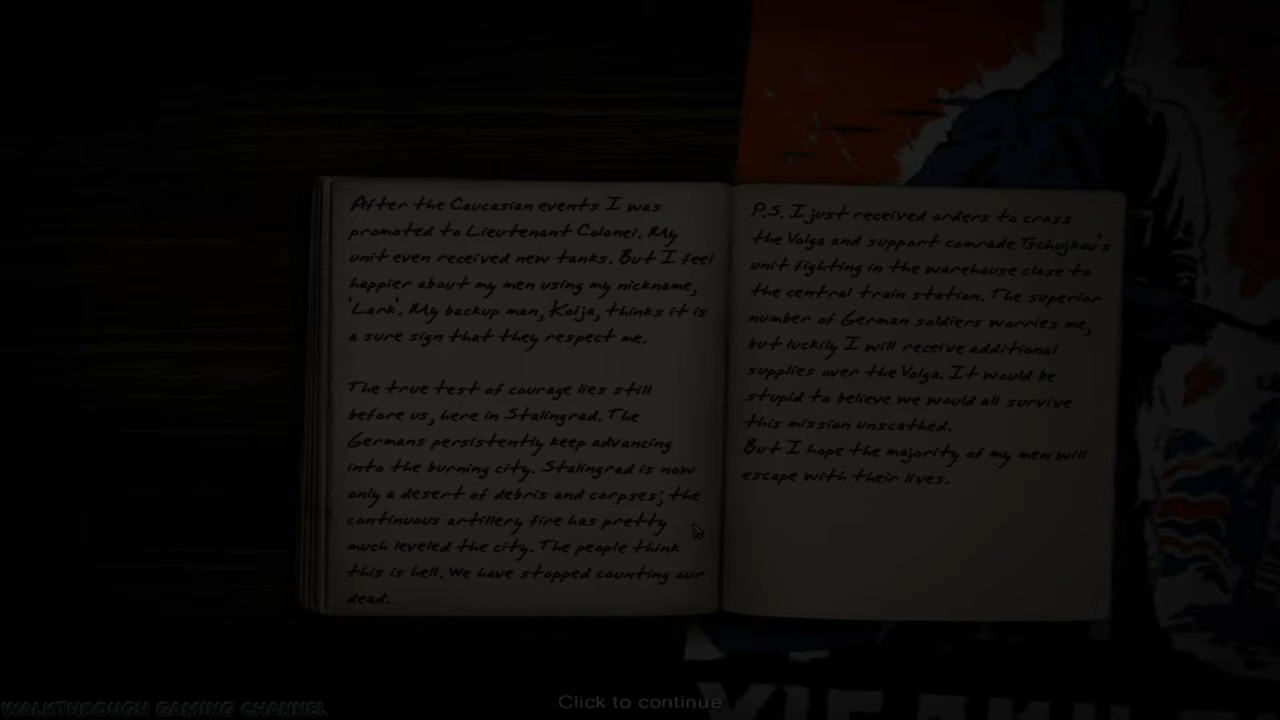 After the Caucasian events I was
promoted to Lieutenant Colonel. My
unit even received new tanks. But I feel
happier about my men using my nickname,
'Lark'. My backup man, Kolja, thinks it is
a sure sign that they respect me.
The true test of courage lies still
before us, here in Stalingrad. The
Germans persistently keep advancing
into the burning city. Stalingrad is now
only a desert of debris and corpses; the
continuous artillery fire has pretty
much leveled the city. The people think
this is hell. We have stopped counting our
dead.
P.S. I just received orders to cross
the Volga and support comrade Tschujkov's
unit fighting in the warehouse close to
the central train station. The superior
number of German soldiers worries me,
but luckily I will receive additional
supplies over the Volga. It would be
stupid to believe we would all survive
this mission unscathed.
But I hope the majority of my men will
escape with their lives.
Click to continue
WALKTHROUGH GAMING CHANNEL